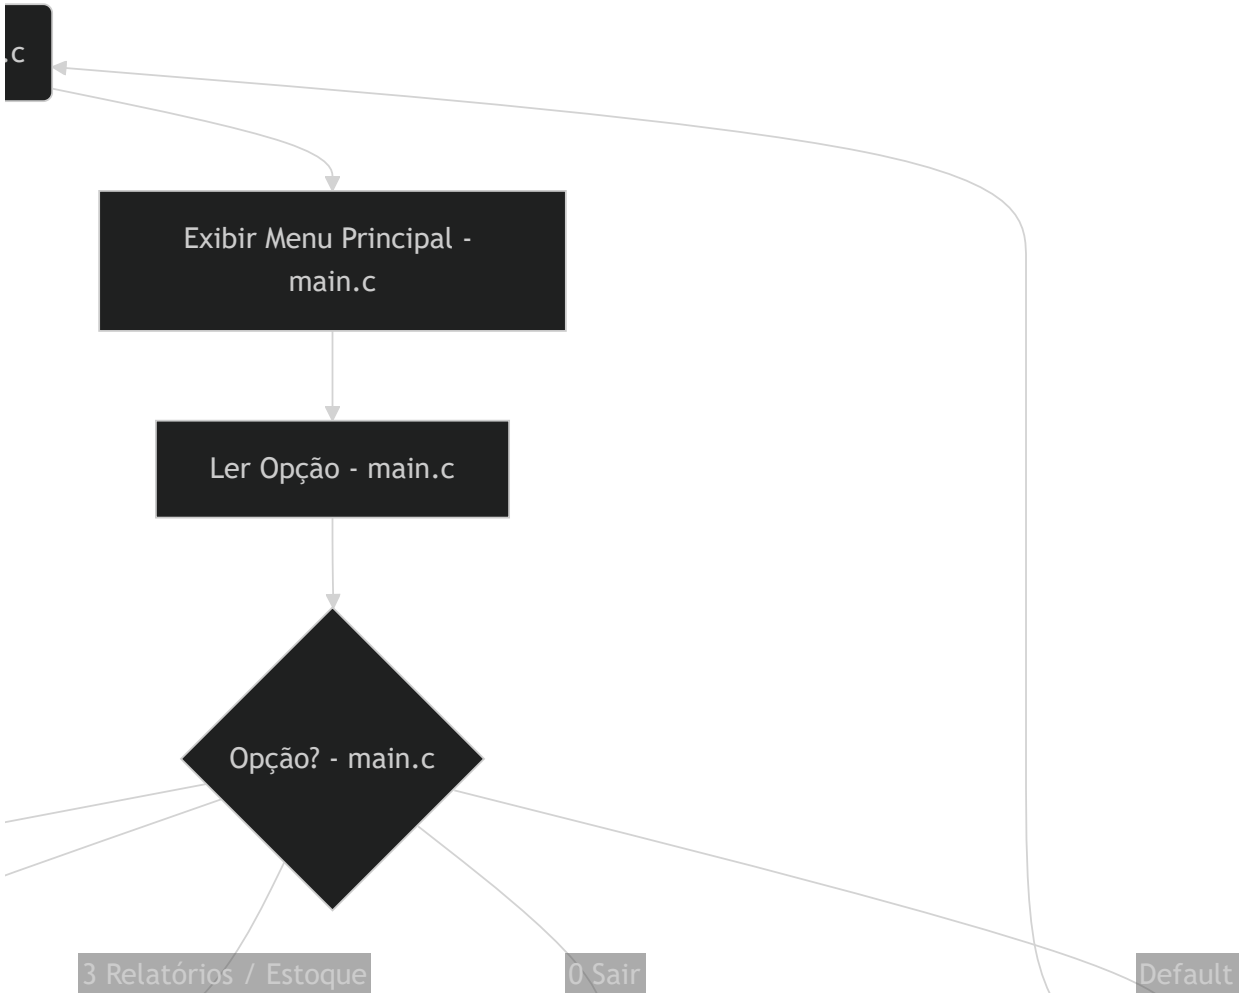 .c
Exibir Menu Principal -
main.c
Ler Opção - main.c
Opção? - main.c
3 Relatórios / Estoque
0 Sair
Default